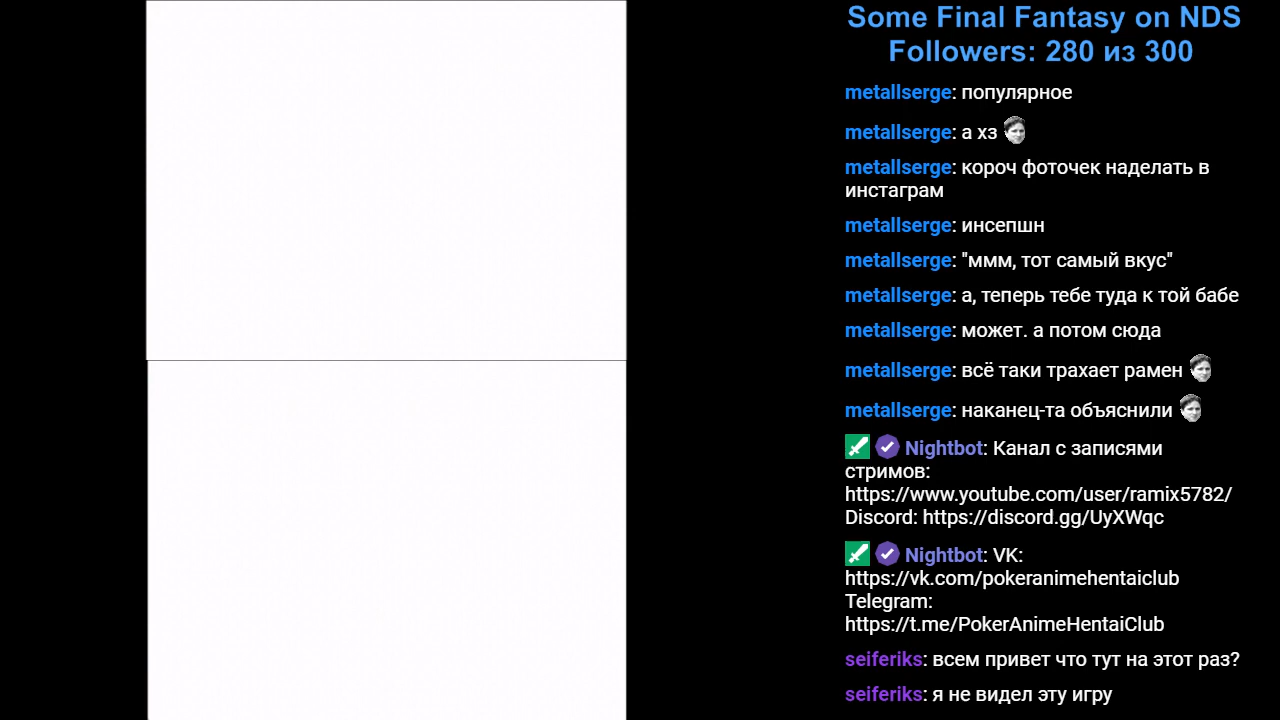 Some Final Fantasy on NDS
Followers: 280 из 300
metallserge: популярное
metallserge: а хз
metallserge: короч фоточек наделать в
инстаграм
metallserge: инсепшн
metallserge: "ммм, тот самый вкус"
metallserge: а, теперь тебе туда к той бабе
metallserge: может. а потом сюда
metallserge: всё таки трахает рамен
metallserge: наканец-та объяснили
Nightbot: Канал с записями
стримов:
https://www.youtube.com/user/ramix5782/
Discord: https://discord.gg/UyXWqc
Nightbot: VK:
https://vk.com/pokeranimehentaiclub
Telegram:
https://t.me/PokerAnimeHentaiClub
seiferiks: всем привет что тут на этот раз?
seiferiks: я не видел эту игру